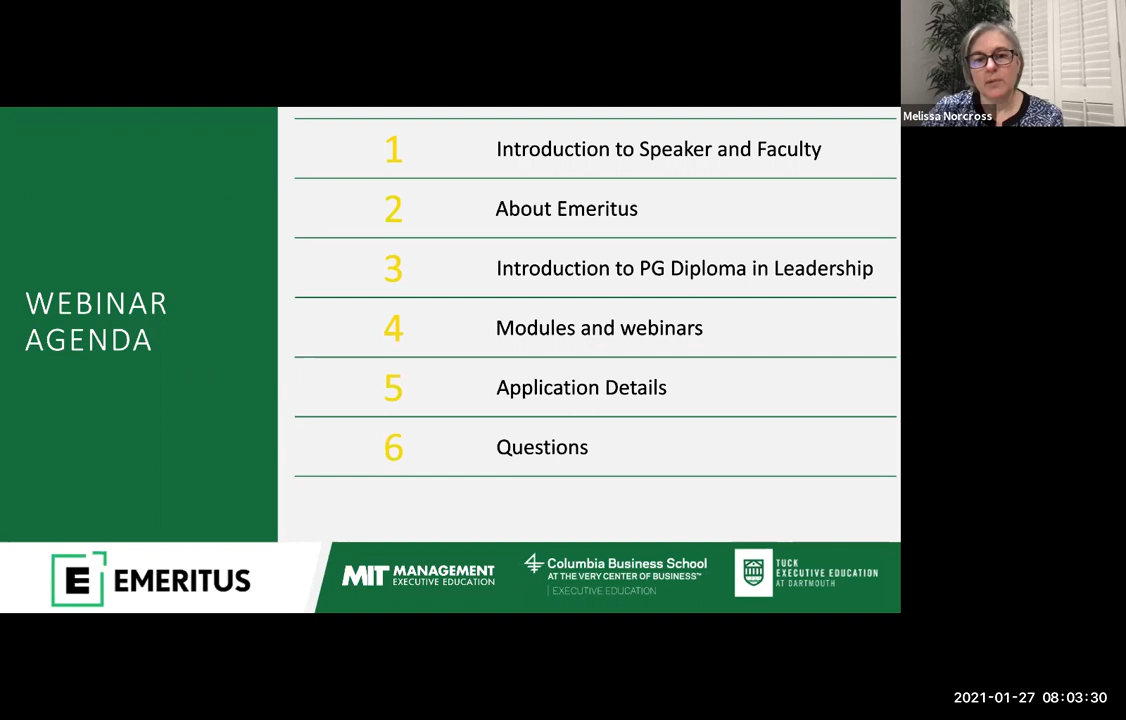 Melissa Norcross
WEBINAR
AGENDA
1 Introduction to Speaker and Faculty
2 About Emeritus
3 Introduction to PG Diploma in Leadership
4 Modules and webinars
5 Application Details
6 Questions
E EMERITUS
MIT MANAGEMENT
EXECUTIVE EDUCATION
Columbia Business School
AT THE VERY CENTER OF BUSINESS™
EXECUTIVE EDUCATION
TUCK
EXECUTIVE EDUCATION
AT DARTMOUTH
2021-01-27 08:03:30